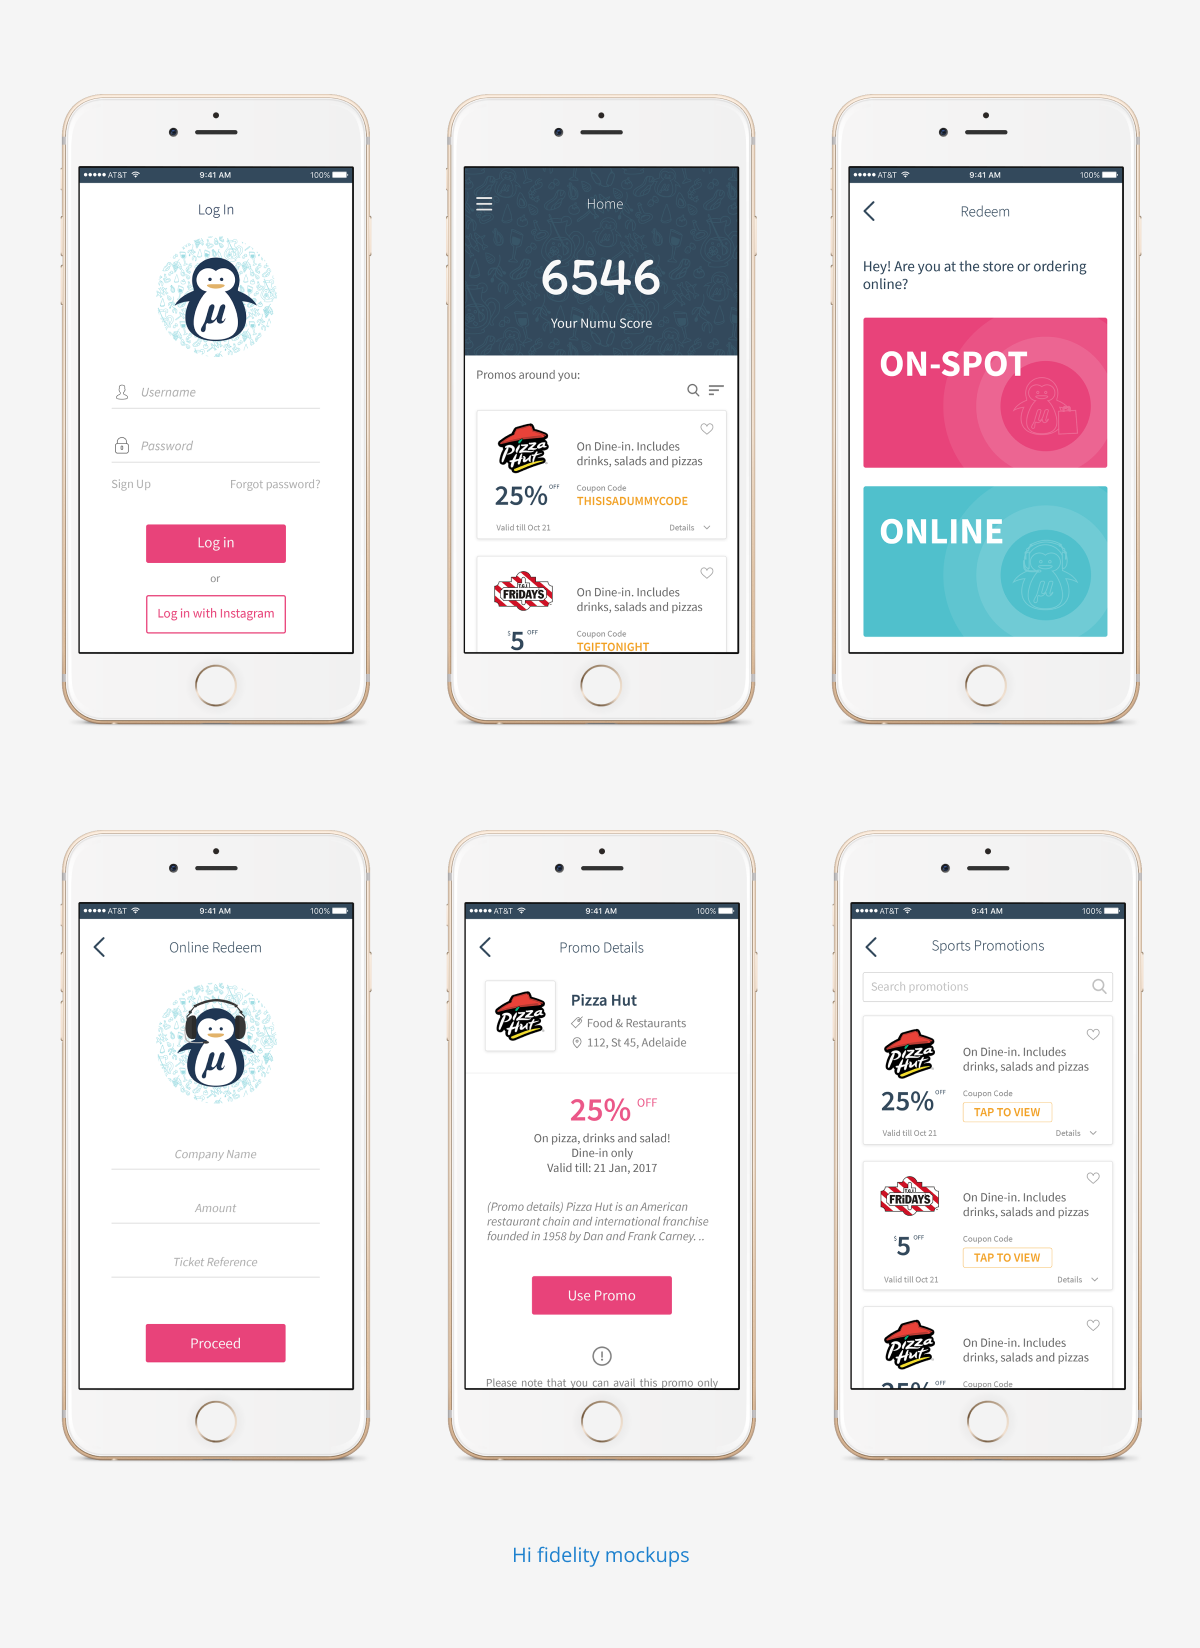 AT&T 9:41 AM 100%
Log In
μ
Username
Password
Sign Up Forgot password?
Log in
or
Log in with Instagram
Home
6546
Your Numu Score
Promos around you:
Pizza
Hut
On Dine-in. Includes
drinks, salads and pizzas
25% OFF
Coupon Code
THISISADUMMYCODE
Valid till Oct 21 Details
T.G.I.
FRiDAYS
On Dine-in. Includes
drinks, salads and pizzas
$5 OFF
Coupon Code
TGIFTONIGHT
AT&T 9:41 AM 100%
Redeem
Hey! Are you at the store or ordering
online?
ON-SPOT
μ
ONLINE
μ
AT&T 9:41 AM 100%
Online Redeem
μ
Company Name
Amount
Ticket Reference
Proceed
AT&T 9:41 AM 100%
Promo Details
Pizza
Hut
Pizza Hut
Food & Restaurants
112, St 45, Adelaide
25% OFF
On pizza, drinks and salad!
Dine-in only
Valid till: 21 Jan, 2017
(Promo details) Pizza Hut is an American
restaurant chain and international franchise
founded in 1958 by Dan and Frank Carney. ..
Use Promo
Please note that you can avail this promo only
AT&T 9:41 AM 100%
Sports Promotions
Search promotions
Pizza
Hut
On Dine-in. Includes
drinks, salads and pizzas
25% OFF
Coupon Code
TAP TO VIEW
Valid till Oct 21 Details
T.G.I.
FRiDAYS
On Dine-in. Includes
drinks, salads and pizzas
$5 OFF
Coupon Code
TAP TO VIEW
Valid till Oct 21 Details
Pizza
Hut
On Dine-in. Includes
drinks, salads and pizzas
25% OFF
Coupon Code
Hi fidelity mockups